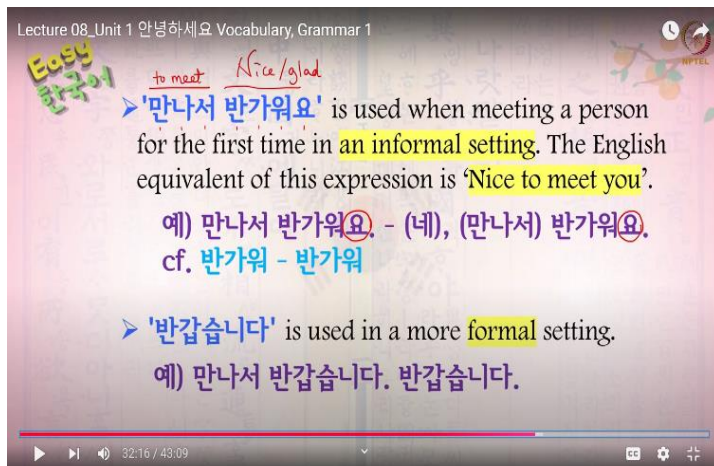 Lecture 08_Unit 1 안녕하세요 Vocabulary, Grammar 1
Easy
한국어
NPTEL
to meet Nice/glad
➢'만나서 반가워요' is used when meeting a person
for the first time in an informal setting. The English
equivalent of this expression is ‘Nice to meet you’.
예) 만나서 반가워요. - (네), (만나서) 반가워요.
cf. 반가워 - 반가워
➢ '반갑습니다' is used in a more formal setting.
예) 만나서 반갑습니다. 반갑습니다.
32:16 / 43:09
CC